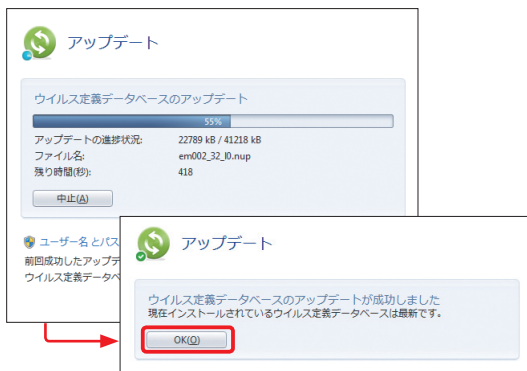 アップデート
ウイルス定義データベースのアップデート
55%
アップデートの進捗状況: 22789 kB / 41218 kB
ファイル名: em002_32_l0.nup
残り時間(秒): 418
中止(A)
ユーザー名 とパス
前回成功したアップデ
ウイルス定義データベ
アップデート
ウイルス定義データベースのアップデートが成功しました
現在インストールされているウイルス定義データベースは最新です。
OK(O)